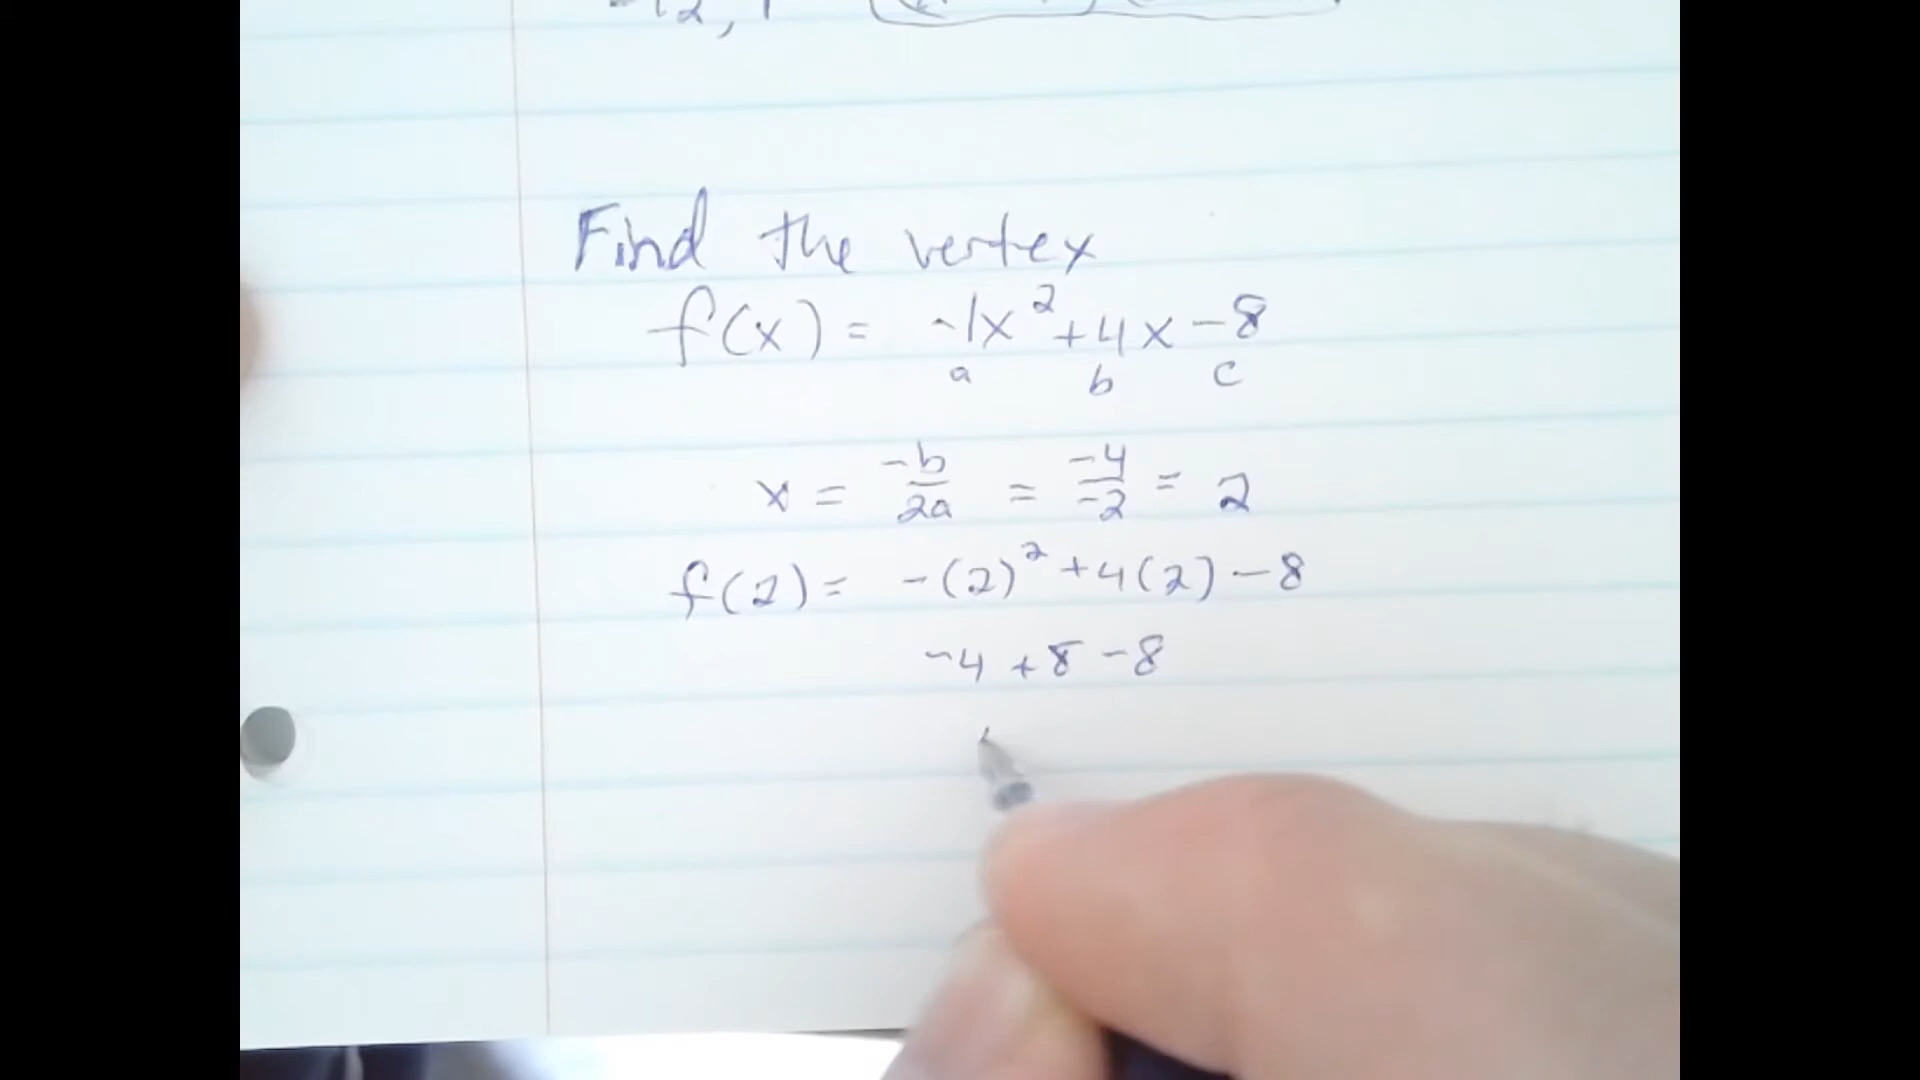 Find the vertex
f(x) = -1x² + 4x - 8
a b c
x = -b/2a = -4/-2 = 2
f(2) = -(2)² + 4(2) - 8
-4 + 8 - 8